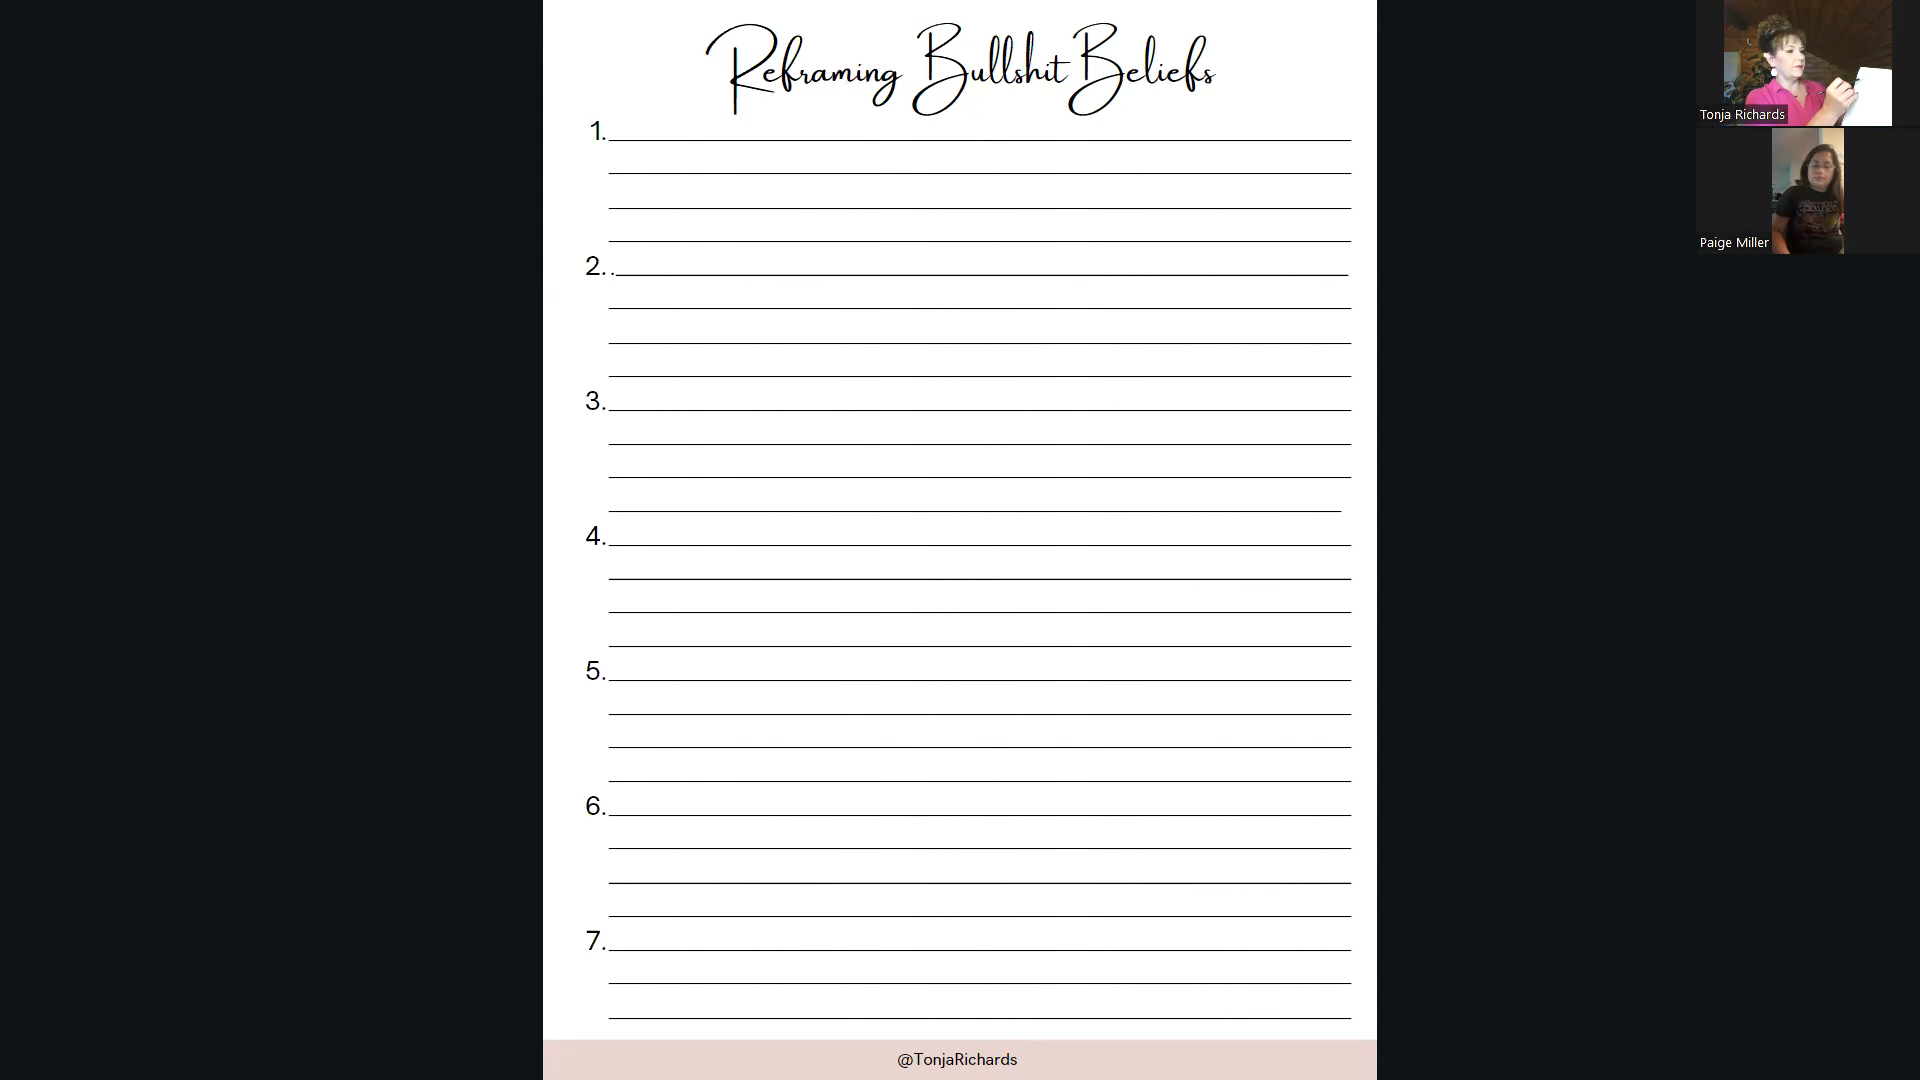 Reframing Bullshit Beliefs
1.
2. .
3.
4.
5.
6.
7.
@TonjaRichards
Tonja Richards
Paige Miller